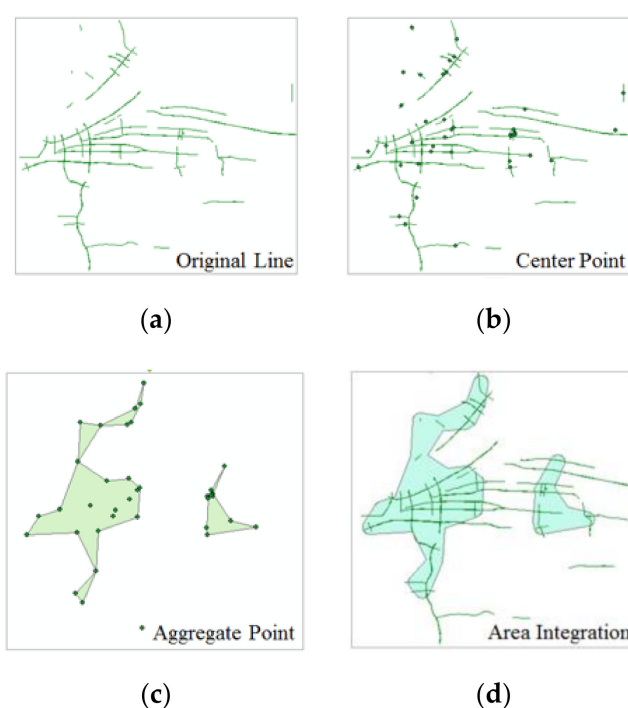 Original Line
Center Point
(a)
(b)
Aggregate Point
Area Integration
(c)
(d)